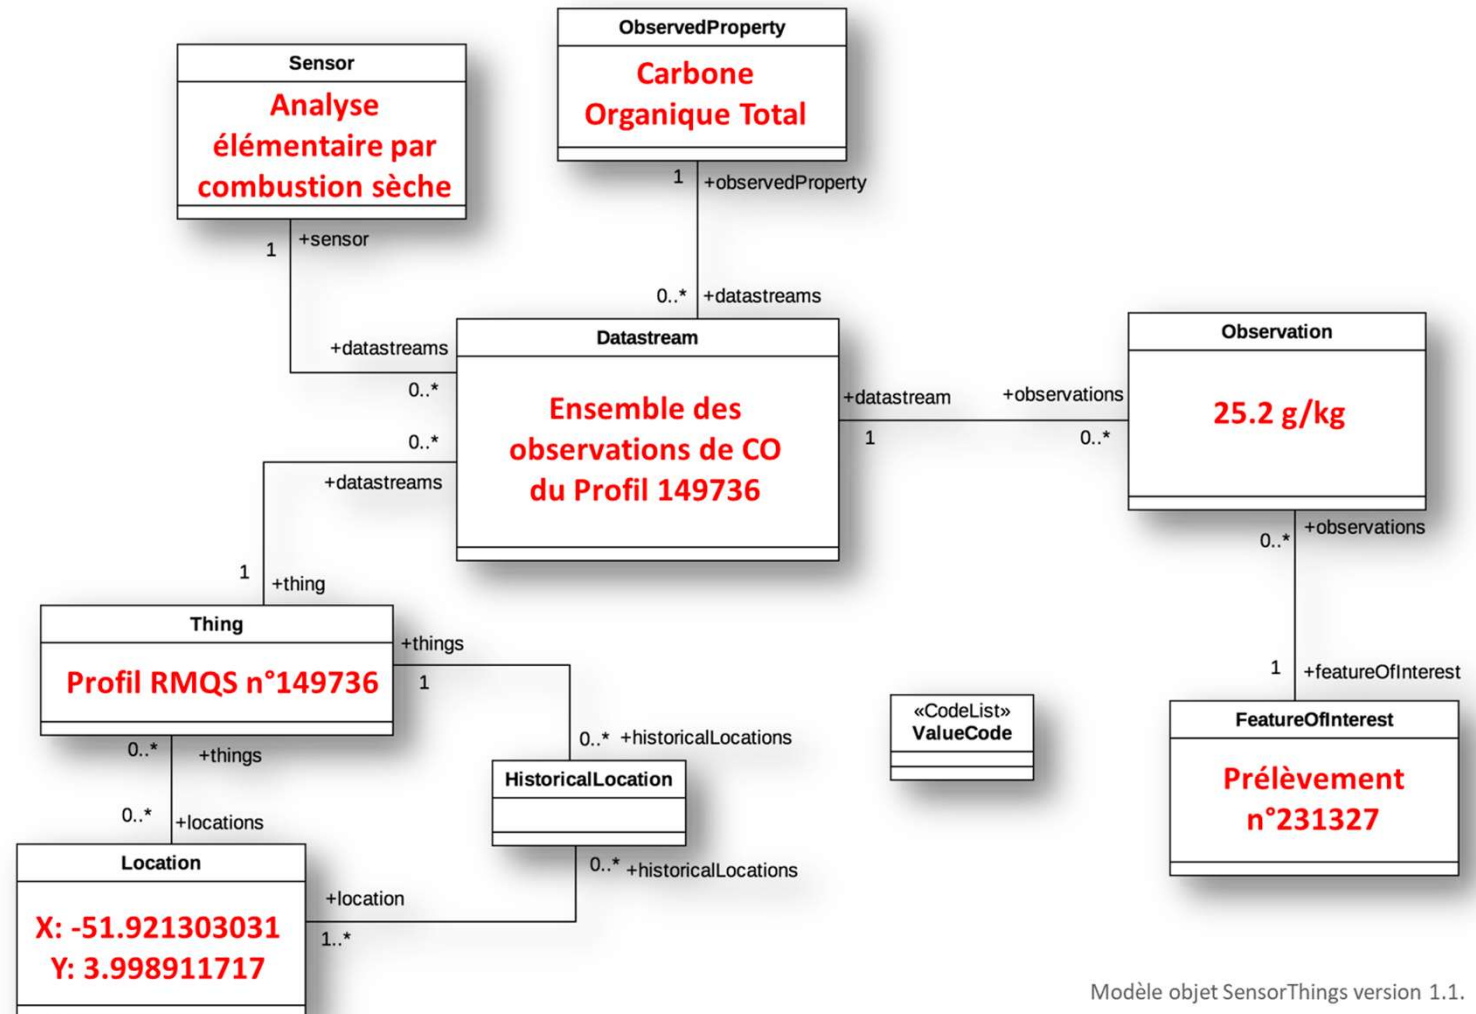 ObservedProperty
Carbone
Organique Total
Sensor
Analyse
élémentaire par
combustion sèche
1
+observedProperty
+sensor
1
0..*
+datastreams
Datastream
Ensemble des
observations de CO
du Profil 149736
+datastreams
0..*
0..*
+datastreams
+datastream
1
+observations
0..*
Observation
25.2 g/kg
+observations
0..*
1
+thing
Thing
Profil RMQS n°149736
+things
1
0..*
+historicalLocations
HistoricalLocation
0..*
+historicalLocations
«CodeList»
ValueCode
1
+featureOfInterest
FeatureOfInterest
Prélèvement
n°231327
0..*
+things
0..*
+locations
Location
X: -51.921303031
Y: 3.998911717
+location
1..*
Modèle objet SensorThings version 1.1.